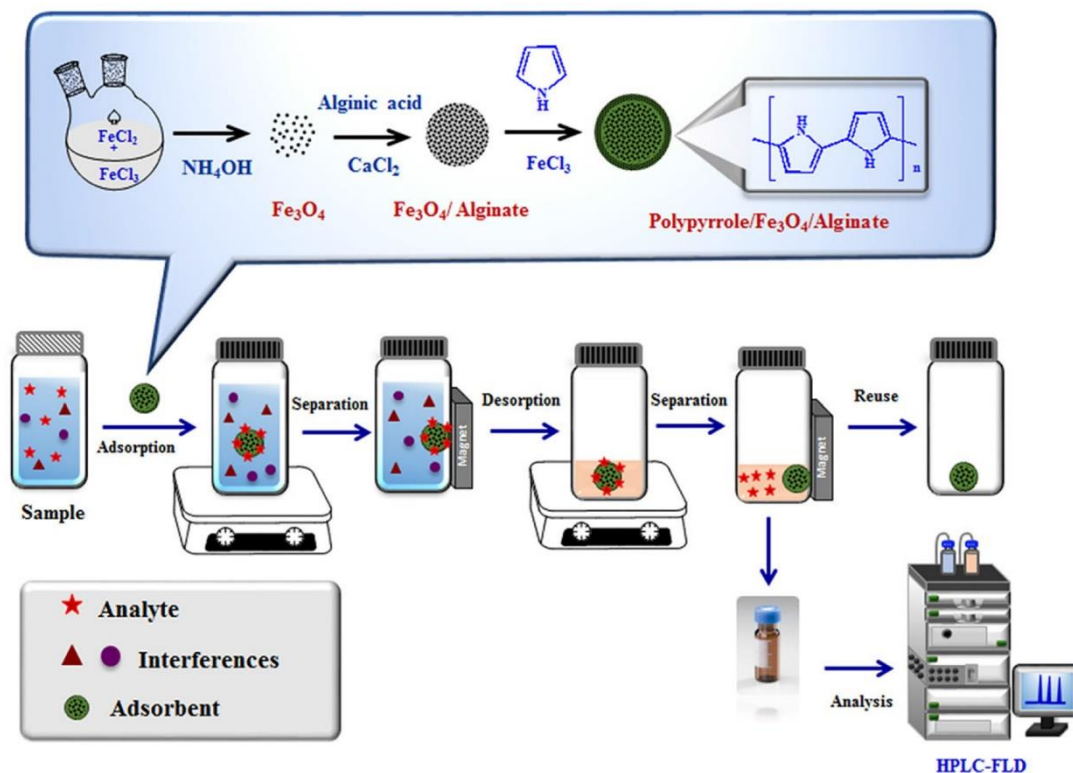 FeCl₂
+
FeCl₃
NH₄OH
Fe₃O₄
Alginic acid
CaCl₂
Fe₃O₄/ Alginate
N
H
FeCl₃
Polypyrrole/Fe₃O₄/Alginate
H
N
N
H
n
Sample
Adsorption
Separation
Magnet
Desorption
Separation
Magnet
Reuse
Analyte
Interferences
Adsorbent
Analysis
HPLC-FLD